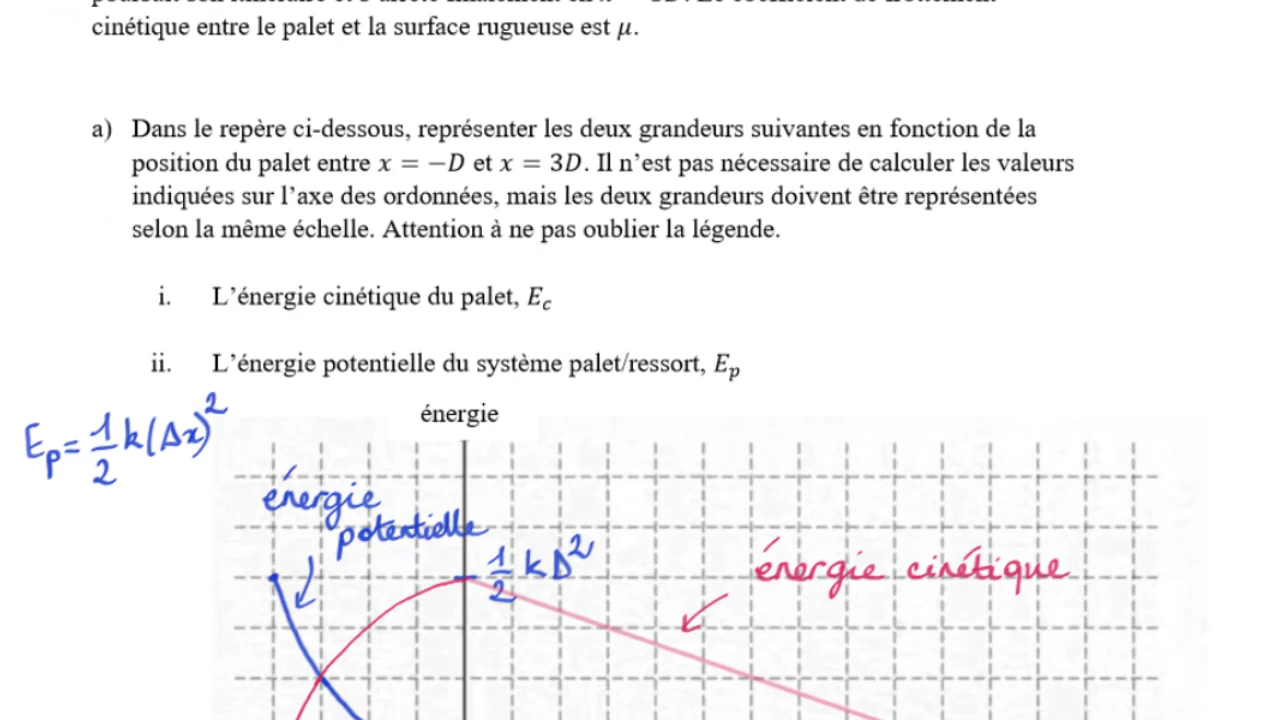 cinétique entre le palet et la surface rugueuse est μ.
a) Dans le repère ci-dessous, représenter les deux grandeurs suivantes en fonction de la
position du palet entre x = −D et x = 3D. Il n’est pas nécessaire de calculer les valeurs
indiquées sur l’axe des ordonnées, mais les deux grandeurs doivent être représentées
selon la même échelle. Attention à ne pas oublier la légende.
i. L’énergie cinétique du palet, E_c
ii. L’énergie potentielle du système palet/ressort, E_p
E_p = 1/2 k(Δx)²
énergie
énergie
potentielle
1/2 kD²
énergie cinétique